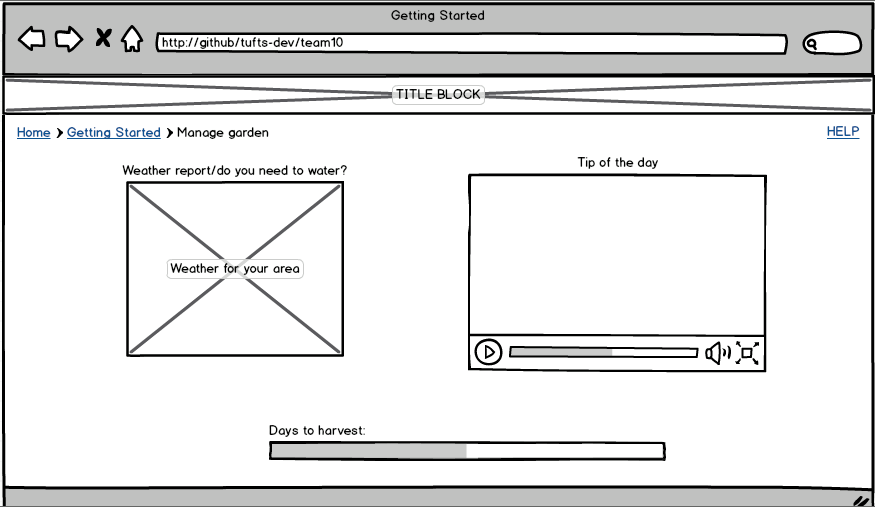 Getting Started
http://github/tufts-dev/team10
TITLE BLOCK
Home > Getting Started > Manage garden
HELP
Weather report/do you need to water?
Tip of the day
Weather for your area
Days to harvest: